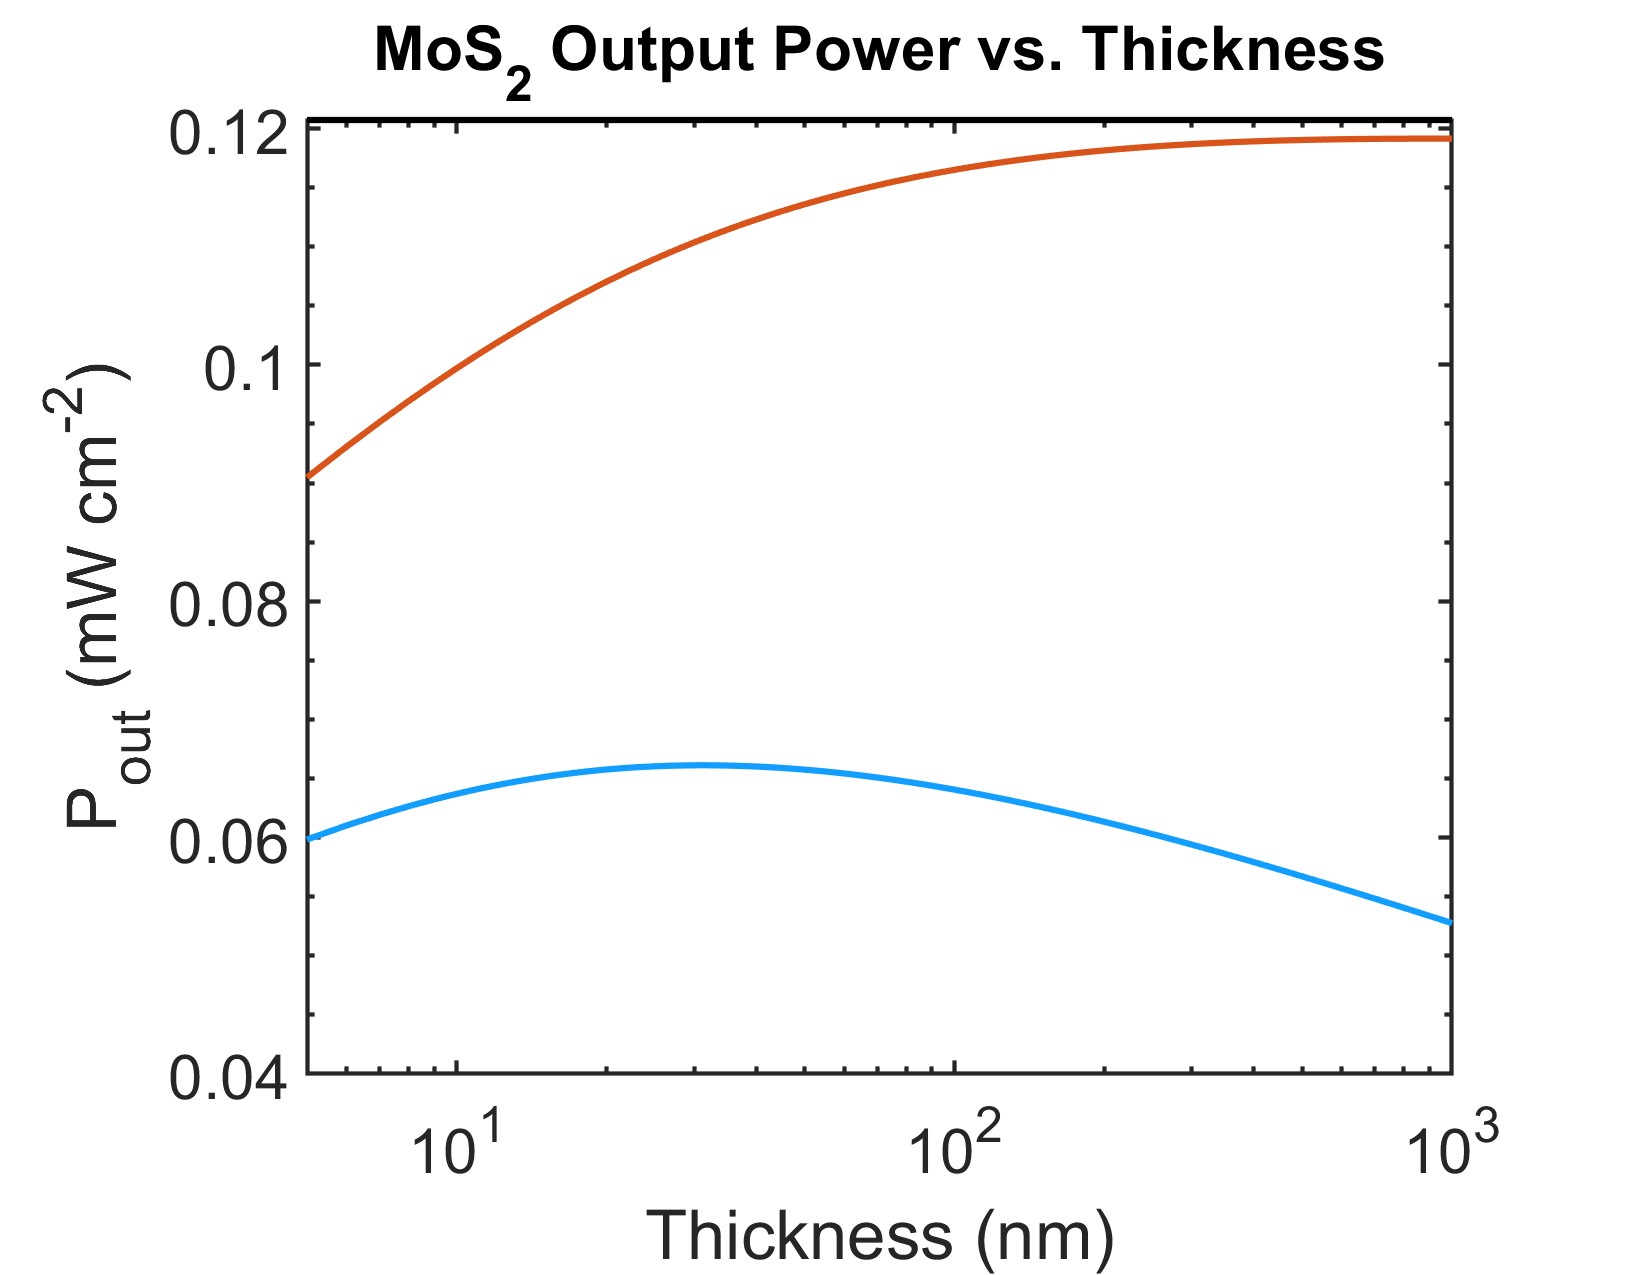 MoS2 Output Power vs. Thickness
0.12
0.1
0.08
0.06
0.04
Pout (mW cm-2)
10^1 10^2 10^3
Thickness (nm)